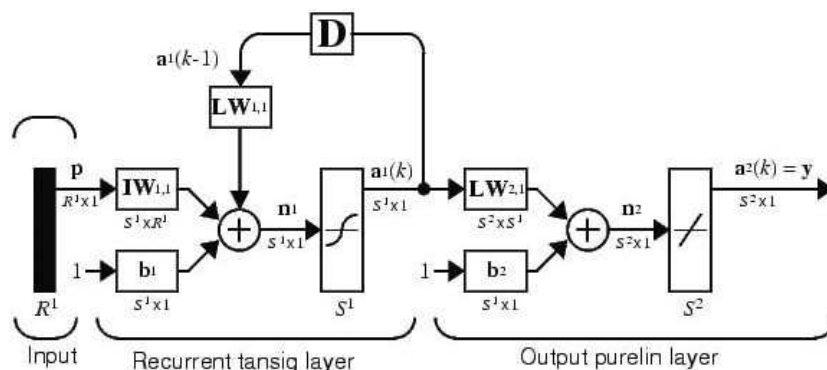 D
a¹(k-1)
LW1,1
p
a¹(k)
a²(k) = y
IW1,1
LW2,1
R¹x1
n1
S¹x1
n2
S²x1
S¹xR¹
S¹x1
S²xS¹
S²x1
1
b1
1
b2
S¹x1
S¹x1
R¹
S¹
S²
Input
Recurrent tansig layer
Output purelin layer